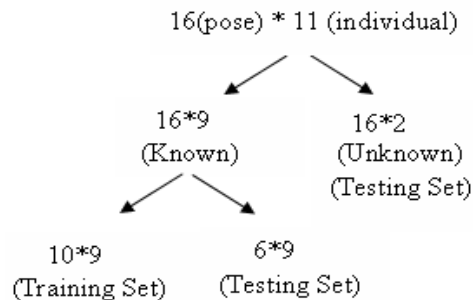 16(pose) * 11 (individual)
16*9
(Known)
16*2
(Unknown)
(Testing Set)
10*9
(Training Set)
6*9
(Testing Set)